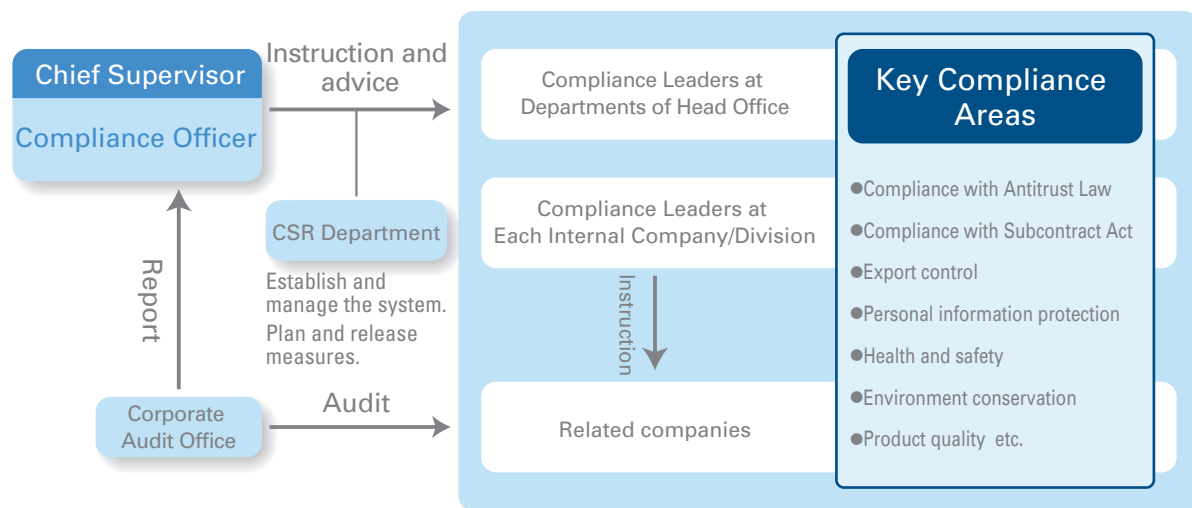 Chief Supervisor
Compliance Officer
Instruction and
advice
CSR Department
Establish and
manage the system.
Plan and release
measures.
Report
Corporate
Audit Office
Audit
Compliance Leaders at
Departments of Head Office
Compliance Leaders at
Each Internal Company/Division
Instruction
Related companies
Key Compliance
Areas
●Compliance with Antitrust Law
●Compliance with Subcontract Act
●Export control
●Personal information protection
●Health and safety
●Environment conservation
●Product quality etc.